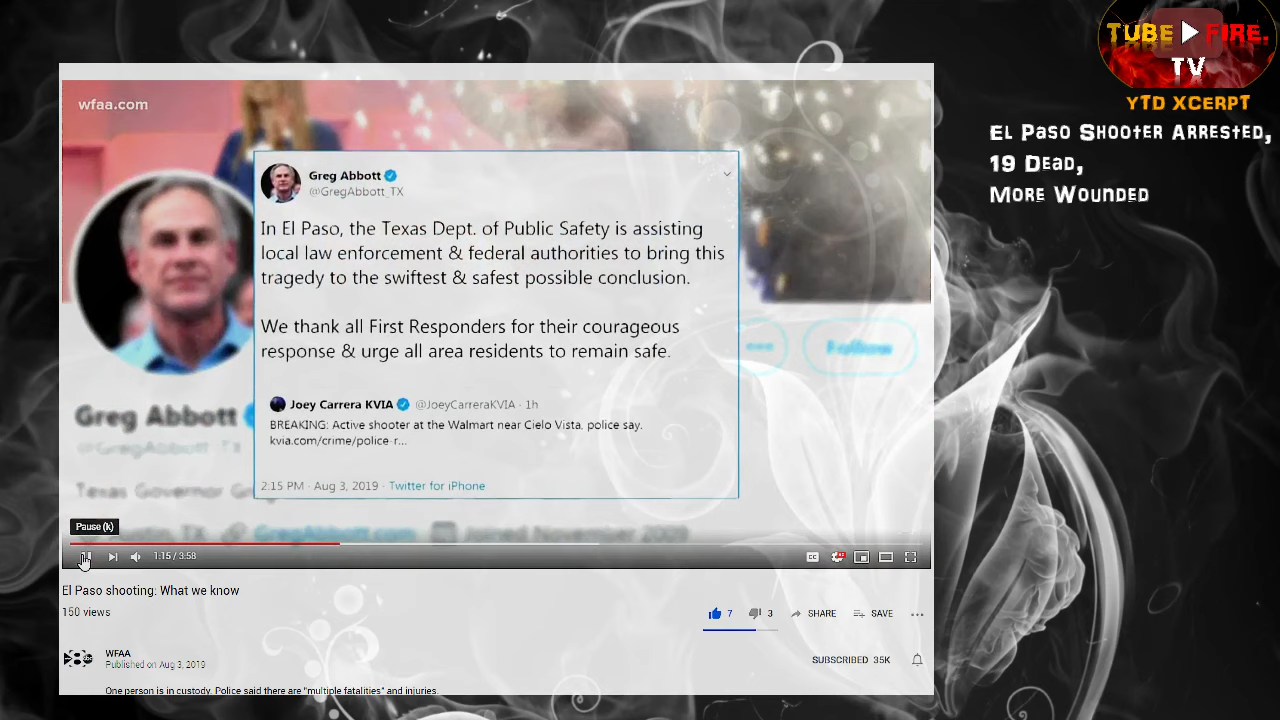 TUBE FIRE.
TV
YTD XCERPT
El Paso Shooter Arrested,
19 Dead,
More Wounded
wfaa.com
Greg Abbott
@GregAbbott_TX
In El Paso, the Texas Dept. of Public Safety is assisting
local law enforcement & federal authorities to bring this
tragedy to the swiftest & safest possible conclusion.
We thank all First Responders for their courageous
response & urge all area residents to remain safe.
Joey Carrera KVIA @JoeyCarreraKVIA · 1h
BREAKING: Active shooter at the Walmart near Cielo Vista, police say.
kvia.com/crime/police-r...
2:15 PM · Aug 3, 2019 · Twitter for iPhone
Follow
Greg Abbott
@GregAbbott_TX
Texas Governor
Austin, TX GregAbbott.com Joined November 2009
Pause (k)
1:15 / 3:58
CC
El Paso shooting: What we know
150 views
7 3 SHARE SAVE
WFAA
Published on Aug 3, 2019
SUBSCRIBED 35K
One person is in custody. Police said there are "multiple fatalities" and injuries.